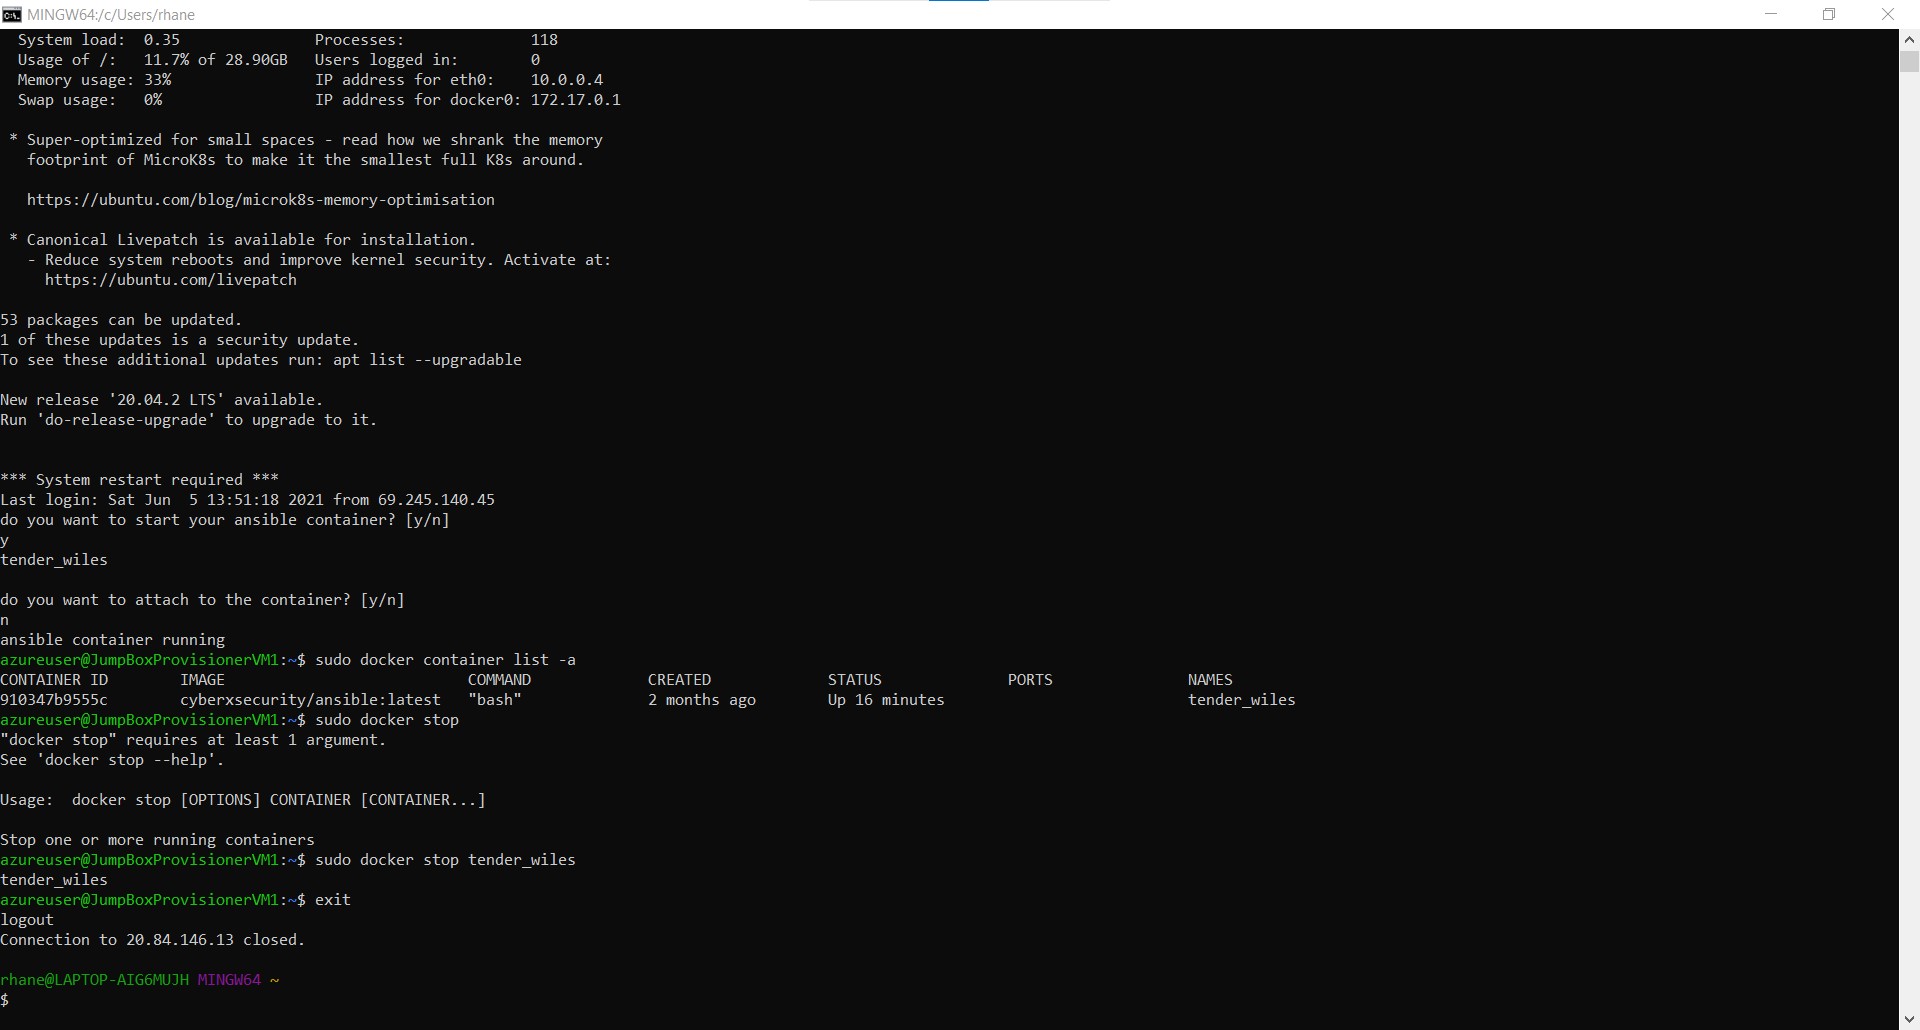 MINGW64:/c/Users/rhane
System load:  0.35               Processes:              118
Usage of /:   11.7% of 28.90GB   Users logged in:        0
Memory usage: 33%                IP address for eth0:    10.0.0.4
Swap usage:   0%                 IP address for docker0: 172.17.0.1
* Super-optimized for small spaces - read how we shrank the memory
footprint of MicroK8s to make it the smallest full K8s around.
https://ubuntu.com/blog/microk8s-memory-optimisation
* Canonical Livepatch is available for installation.
- Reduce system reboots and improve kernel security. Activate at:
https://ubuntu.com/livepatch
53 packages can be updated.
1 of these updates is a security update.
To see these additional updates run: apt list --upgradable
New release '20.04.2 LTS' available.
Run 'do-release-upgrade' to upgrade to it.
*** System restart required ***
Last login: Sat Jun  5 13:51:18 2021 from 69.245.140.45
do you want to start your ansible container? [y/n]
y
tender_wiles
do you want to attach to the container? [y/n]
n
ansible container running
azureuser@JumpBoxProvisionerVM1:~$ sudo docker container list -a
CONTAINER ID        IMAGE                           COMMAND             CREATED             STATUS              PORTS               NAMES
910347b9555c        cyberxsecurity/ansible:latest   "bash"              2 months ago        Up 16 minutes                           tender_wiles
azureuser@JumpBoxProvisionerVM1:~$ sudo docker stop
"docker stop" requires at least 1 argument.
See 'docker stop --help'.
Usage:  docker stop [OPTIONS] CONTAINER [CONTAINER...]
Stop one or more running containers
azureuser@JumpBoxProvisionerVM1:~$ sudo docker stop tender_wiles
tender_wiles
azureuser@JumpBoxProvisionerVM1:~$ exit
logout
Connection to 20.84.146.13 closed.
rhane@LAPTOP-AIG6MUJH MINGW64 ~
$